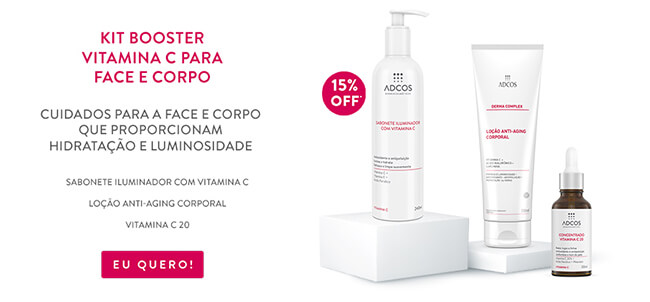 KIT BOOSTER
VITAMINA C PARA
FACE E CORPO
CUIDADOS PARA A FACE E CORPO
QUE PROPORCIONAM
HIDRATAÇÃO E LUMINOSIDADE
SABONETE ILUMINADOR COM VITAMINA C
LOÇÃO ANTI-AGING CORPORAL
VITAMINA C 20
EU QUERO!
15%
OFF*
ADCOS
SABONETE ILUMINADOR
COM VITAMINA C
ADCOS
DERMA COMPLEX
LOÇÃO ANTI-AGING
CORPORAL
ADCOS
CONCENTRADO
VITAMINA C 20